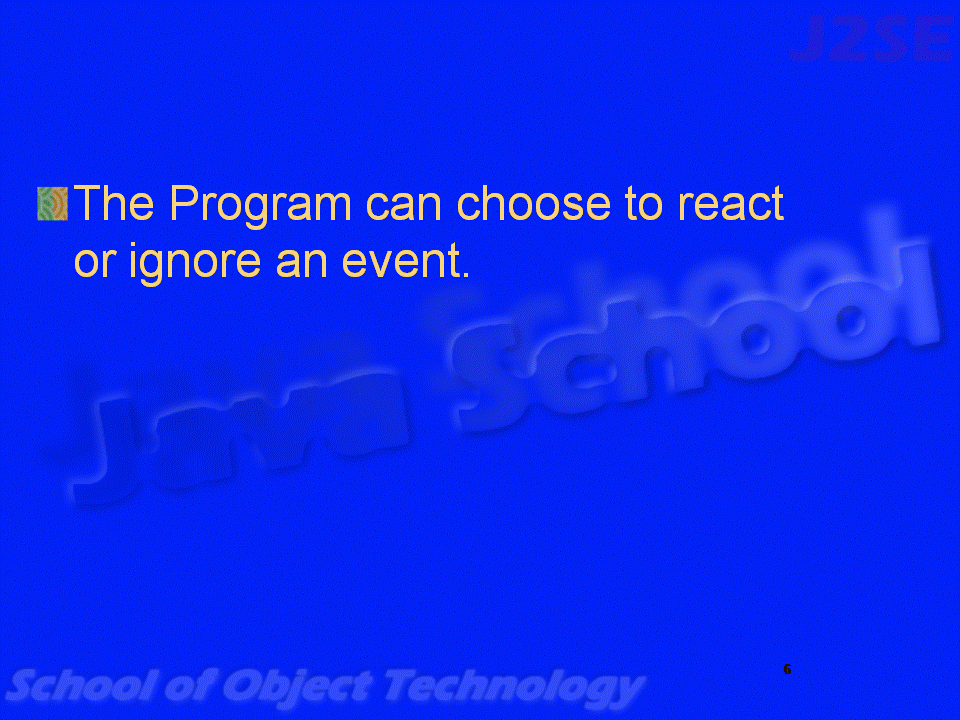 J2SE
The Program can choose to react
or ignore an event.
Java School
School of Object Technology
6